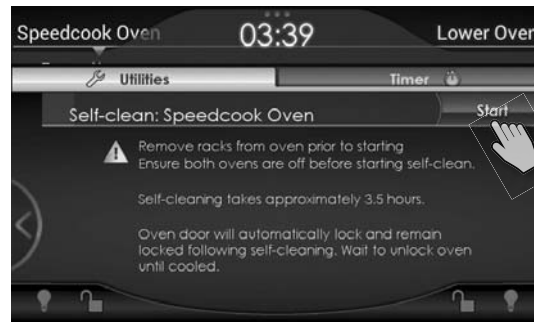 Speedcook Oven
03:39
Lower Oven
Utilities
Timer
Self-clean: Speedcook Oven
Start
Remove racks from oven prior to starting
Ensure both ovens are off before starting self-clean.
Self-cleaning takes approximately 3.5 hours.
Oven door will automatically lock and remain
locked following self-cleaning. Wait to unlock oven
until cooled.